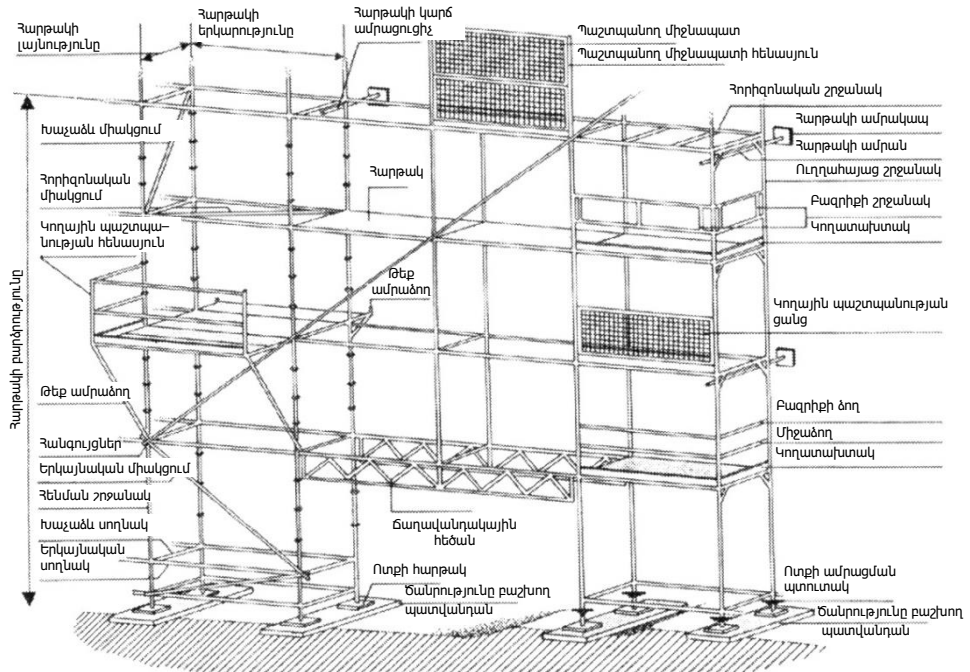 Հարթակի
լայնությունը
Հարթակի
երկարությունը
Հարթակի կարճ
ամրացուցիչ
Պաշտպանող միջնապատ
Պաշտպանող միջնապատի հենասյուն
Հորիզոնական շրջանակ
Հարթակի ամրակապ
Հարթակի ամրան
Ուղղահայաց շրջանակ
Բազրիքի շրջանակ
Կողատախտակ
Կողային պաշտպանության
ցանց
Բազրիքի ձող
Միջաձող
Կողատախտակ
Ոտքի ամրացման
պտուտակ
Ծանրությունը բաշխող
պատվանդան
Խաչաձև միակցում
Հորիզոնական
միակցում
Կողային պաշտպա–
նության հենասյուն
Հարթակ
Թեք
ամրաձող
Հարթակի բարձրությունը
Թեք ամրաձող
Հանգույցներ
Երկայնական միակցում
Հենման շրջանակ
Խաչաձև սողնակ
Երկայնական
սողնակ
Ճաղավանդակային
հեծան
Ոտքի հարթակ
Ծանրությունը բաշխող
պատվանդան